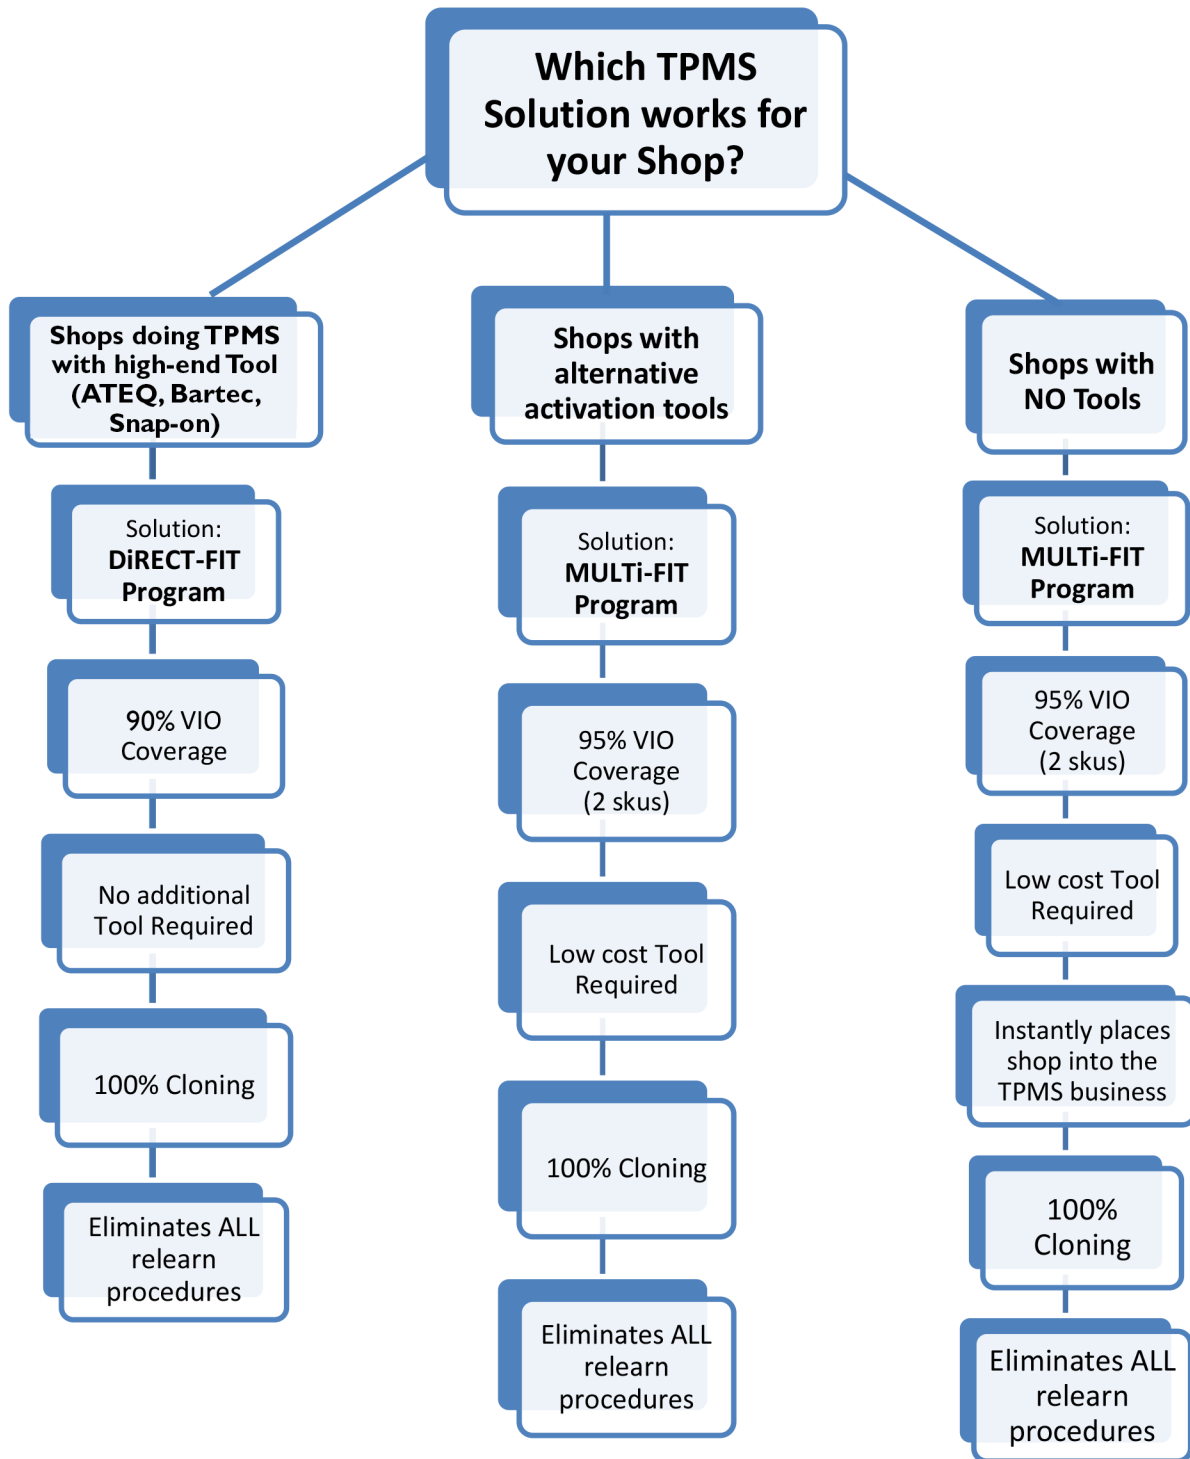 Which TPMS
Solution works for
your Shop?
Shops doing TPMS
with high-end Tool
(ATEQ, Bartec,
Snap-on)
Solution:
DiRECT-FIT
Program
90% VIO
Coverage
No additional
Tool Required
100% Cloning
Eliminates ALL
relearn
procedures
Shops with
alternative
activation tools
Solution:
MULTi-FIT
Program
95% VIO
Coverage
(2 skus)
Low cost Tool
Required
100% Cloning
Eliminates ALL
relearn
procedures
Shops with
NO Tools
Solution:
MULTi-FIT
Program
95% VIO
Coverage
(2 skus)
Low cost Tool
Required
Instantly places
shop into the
TPMS business
100%
Cloning
Eliminates ALL
relearn
procedures